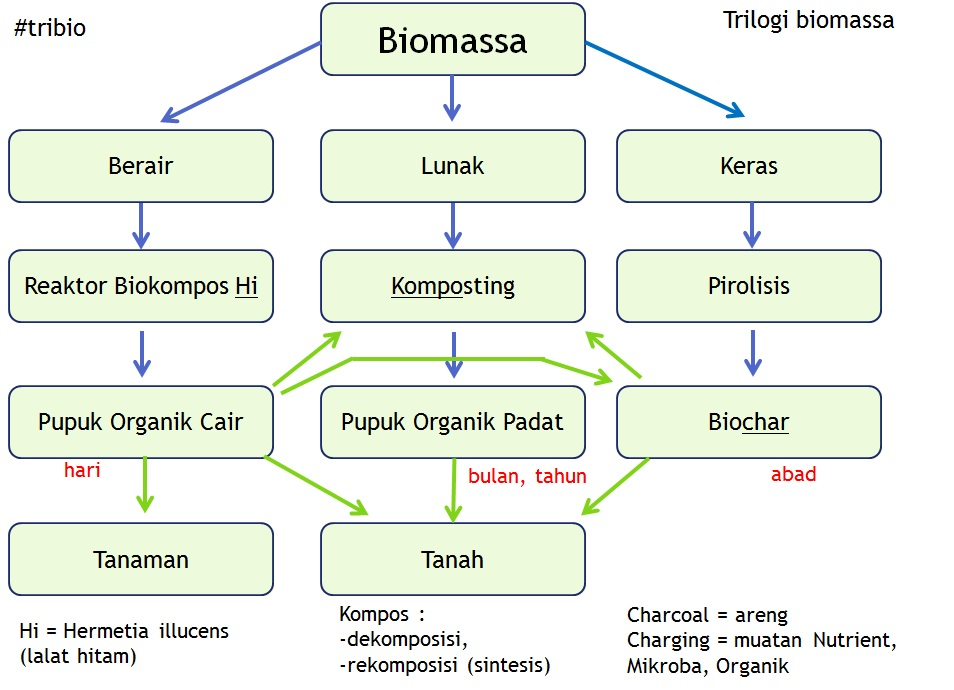 #tribio
Trilogi biomassa
Biomassa
Berair
Lunak
Keras
Reaktor Biokompos Hi
Komposting
Pirolisis
Pupuk Organik Cair
Pupuk Organik Padat
Biochar
hari
bulan, tahun
abad
Tanaman
Tanah
Hi = Hermetia illucens
(lalat hitam)
Kompos :
-dekomposisi,
-rekomposisi (sintesis)
Charcoal = areng
Charging = muatan Nutrient,
Mikroba, Organik